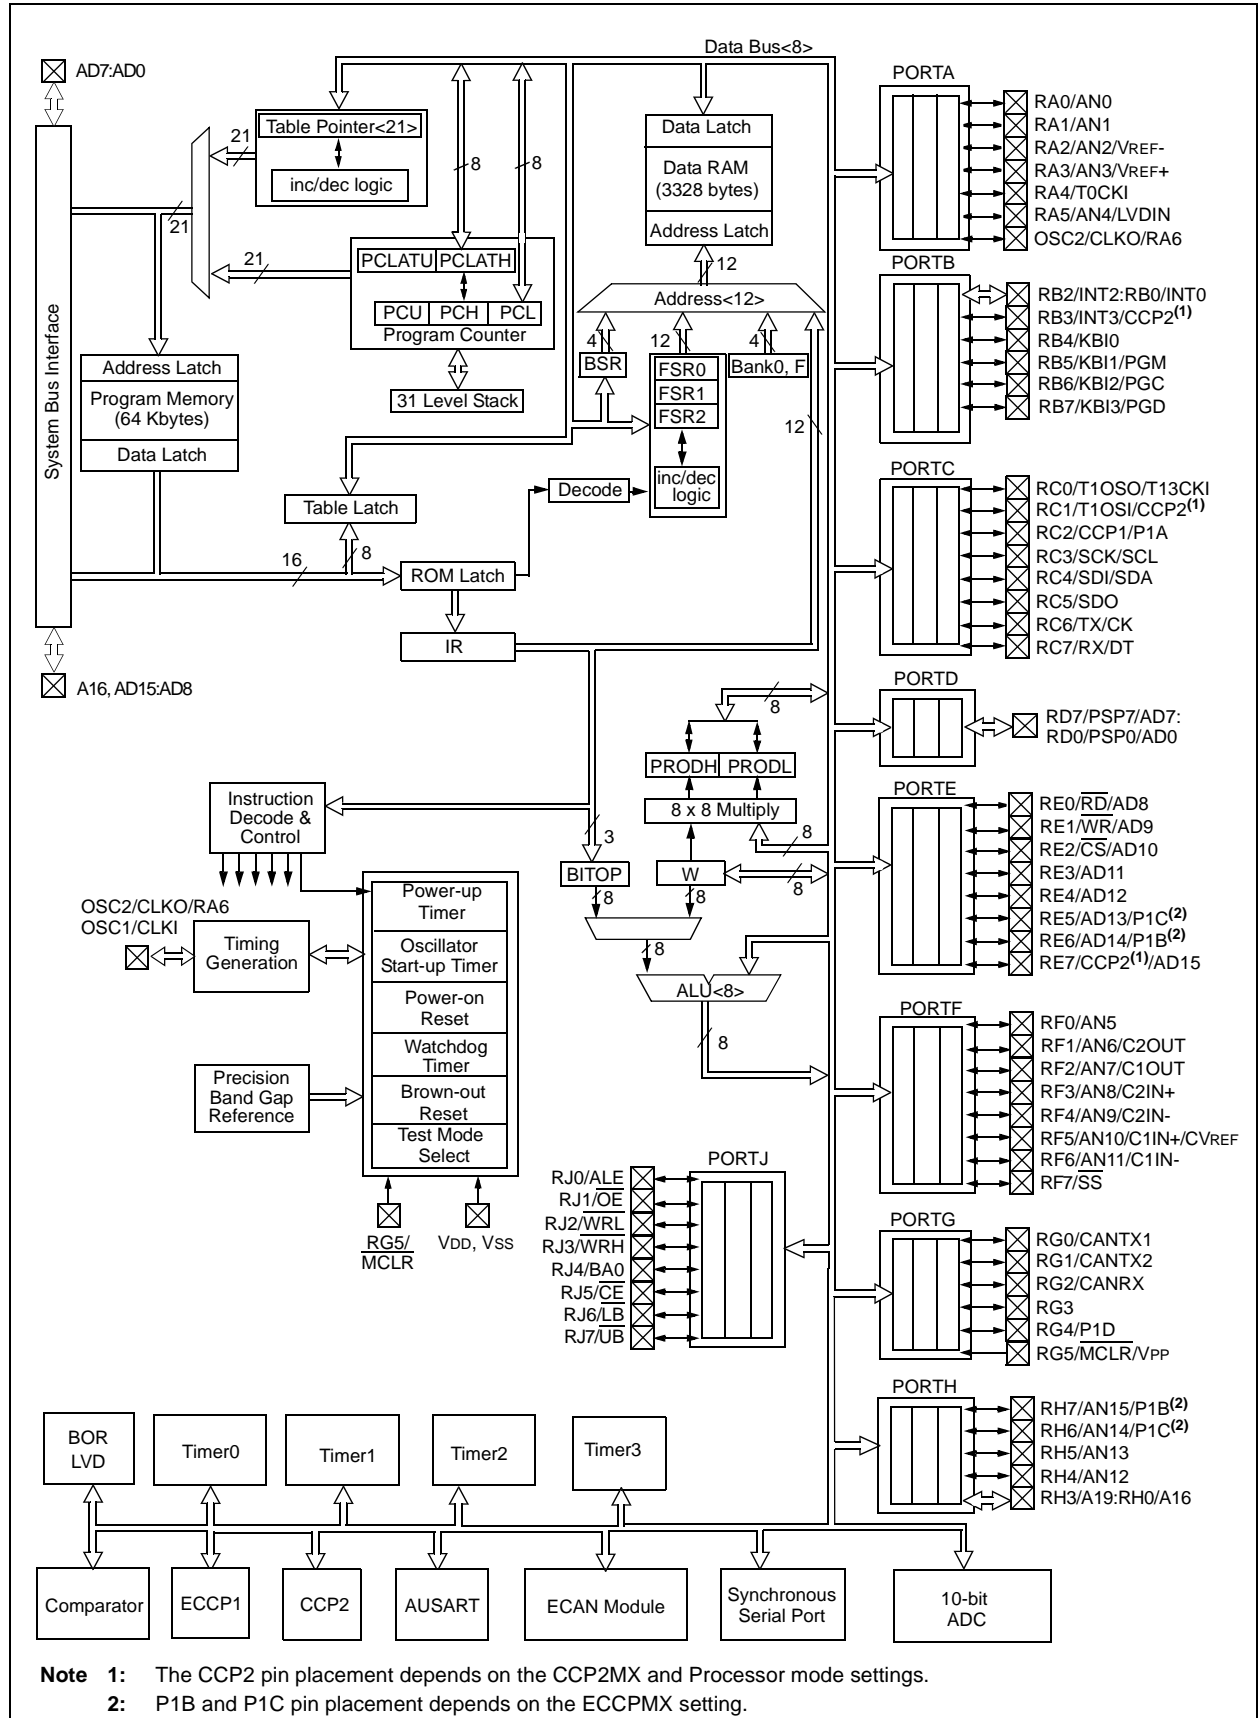 Data Bus<8>
AD7:AD0
System Bus Interface
A16, AD15:AD8
21
21
21
Table Pointer<21>
inc/dec logic
8
8
PCLATU PCLATH
PCU PCH PCL
Program Counter
31 Level Stack
Address Latch
Program Memory
(64 Kbytes)
Data Latch
Data Latch
Data RAM
(3328 bytes)
Address Latch
12
Address<12>
4
12
4
BSR
FSR0
FSR1
FSR2
inc/dec
logic
Bank0, F
12
Table Latch
8
16
Decode
ROM Latch
IR
8
PRODH PRODL
8 x 8 Multiply
8
3
BITOP
W
8
8
8
8
ALU<8>
8
Instruction
Decode &
Control
OSC2/CLKO/RA6
OSC1/CLKI
Timing
Generation
Precision
Band Gap
Reference
Power-up
Timer
Oscillator
Start-up Timer
Power-on
Reset
Watchdog
Timer
Brown-out
Reset
Test Mode
Select
RG5/
MCLR
VDD, VSS
PORTA
RA0/AN0
RA1/AN1
RA2/AN2/VREF-
RA3/AN3/VREF+
RA4/T0CKI
RA5/AN4/LVDIN
OSC2/CLKO/RA6
PORTB
RB2/INT2:RB0/INT0
RB3/INT3/CCP2(1)
RB4/KBI0
RB5/KBI1/PGM
RB6/KBI2/PGC
RB7/KBI3/PGD
PORTC
RC0/T1OSO/T13CKI
RC1/T1OSI/CCP2(1)
RC2/CCP1/P1A
RC3/SCK/SCL
RC4/SDI/SDA
RC5/SDO
RC6/TX/CK
RC7/RX/DT
PORTD
RD7/PSP7/AD7:
RD0/PSP0/AD0
PORTE
RE0/RD/AD8
RE1/WR/AD9
RE2/CS/AD10
RE3/AD11
RE4/AD12
RE5/AD13/P1C(2)
RE6/AD14/P1B(2)
RE7/CCP2(1)/AD15
PORTF
RF0/AN5
RF1/AN6/C2OUT
RF2/AN7/C1OUT
RF3/AN8/C2IN+
RF4/AN9/C2IN-
RF5/AN10/C1IN+/CVREF
RF6/AN11/C1IN-
RF7/SS
PORTJ
RJ0/ALE
RJ1/OE
RJ2/WRL
RJ3/WRH
RJ4/BA0
RJ5/CE
RJ6/LB
RJ7/UB
PORTG
RG0/CANTX1
RG1/CANTX2
RG2/CANRX
RG3
RG4/P1D
RG5/MCLR/VPP
PORTH
RH7/AN15/P1B(2)
RH6/AN14/P1C(2)
RH5/AN13
RH4/AN12
RH3/A19:RH0/A16
BOR
LVD
Timer0
Timer1
Timer2
Timer3
Comparator
ECCP1
CCP2
AUSART
ECAN Module
Synchronous
Serial Port
10-bit
ADC
Note 1: The CCP2 pin placement depends on the CCP2MX and Processor mode settings.
2: P1B and P1C pin placement depends on the ECCPMX setting.